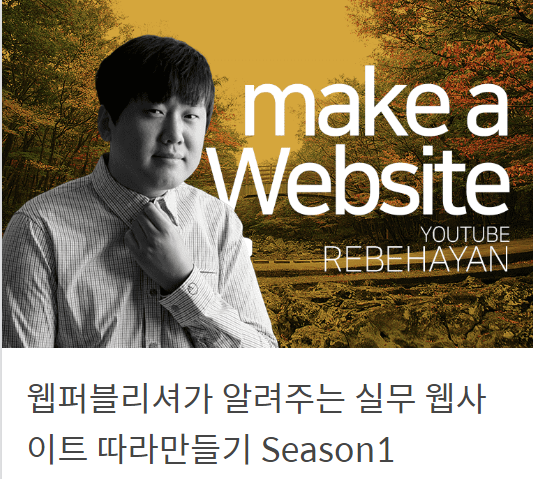 make a
Website
YOUTUBE
REBEHAYAN
웹퍼블리셔가 알려주는 실무 웹사
이트 따라만들기 Season1